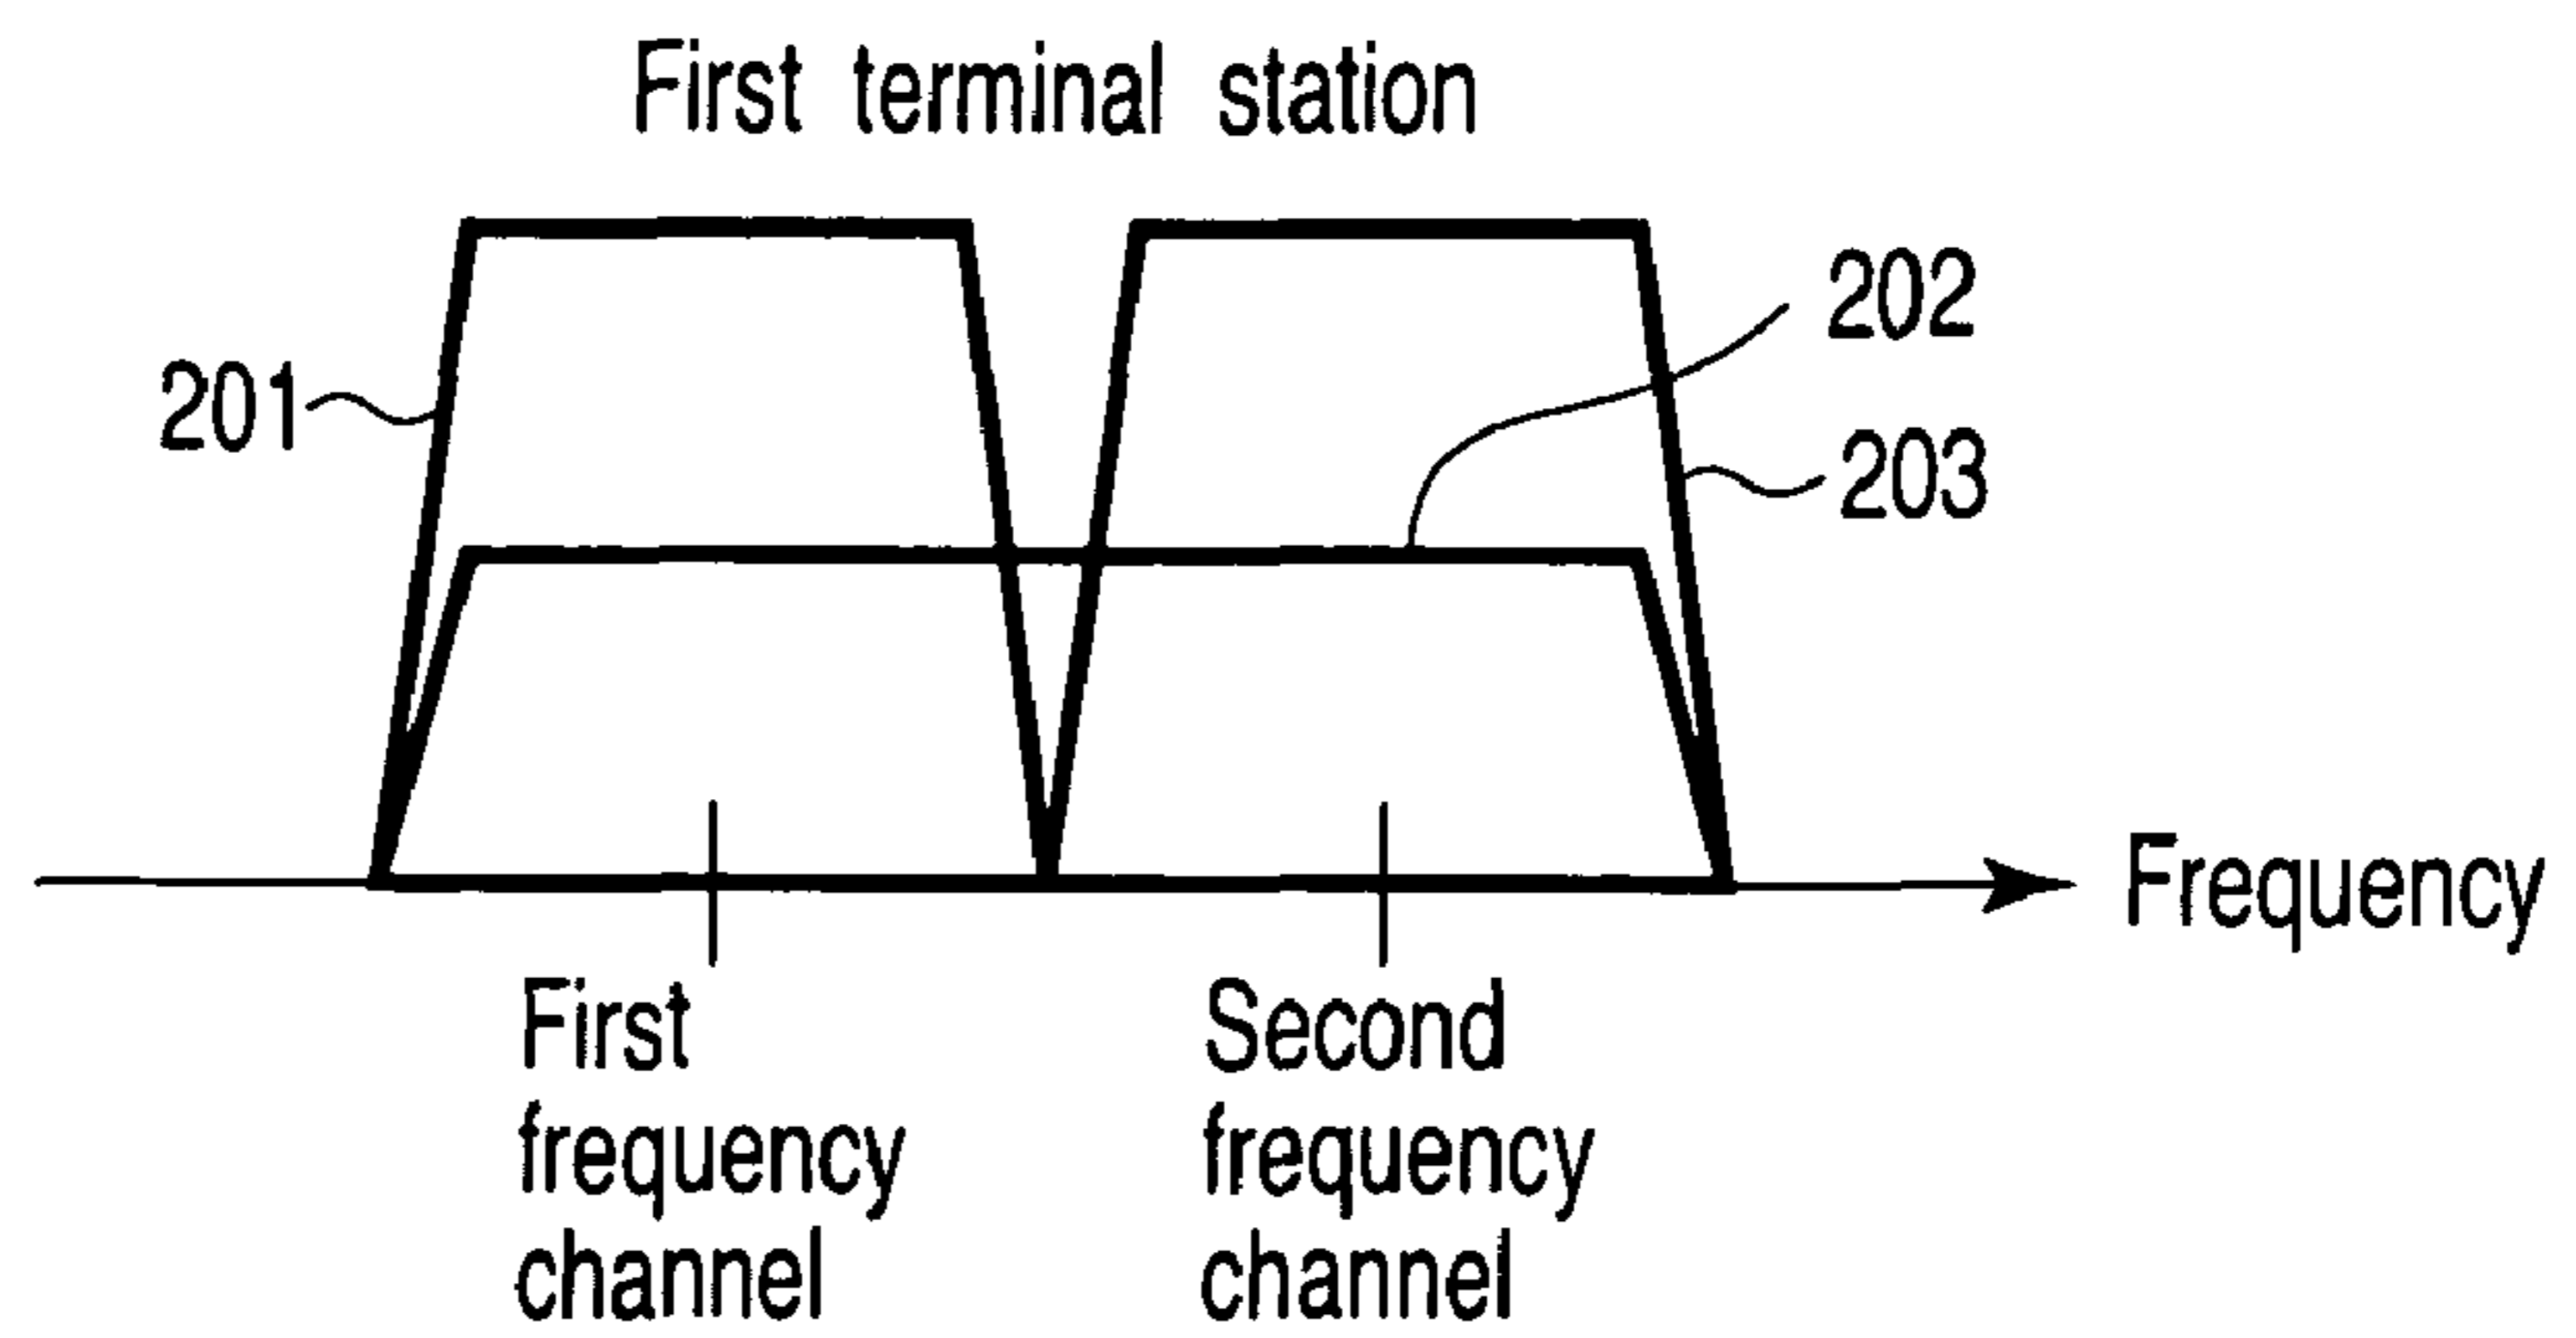 First terminal station
202
201
203
Frequency
First
frequency
channel
Second
frequency
channel